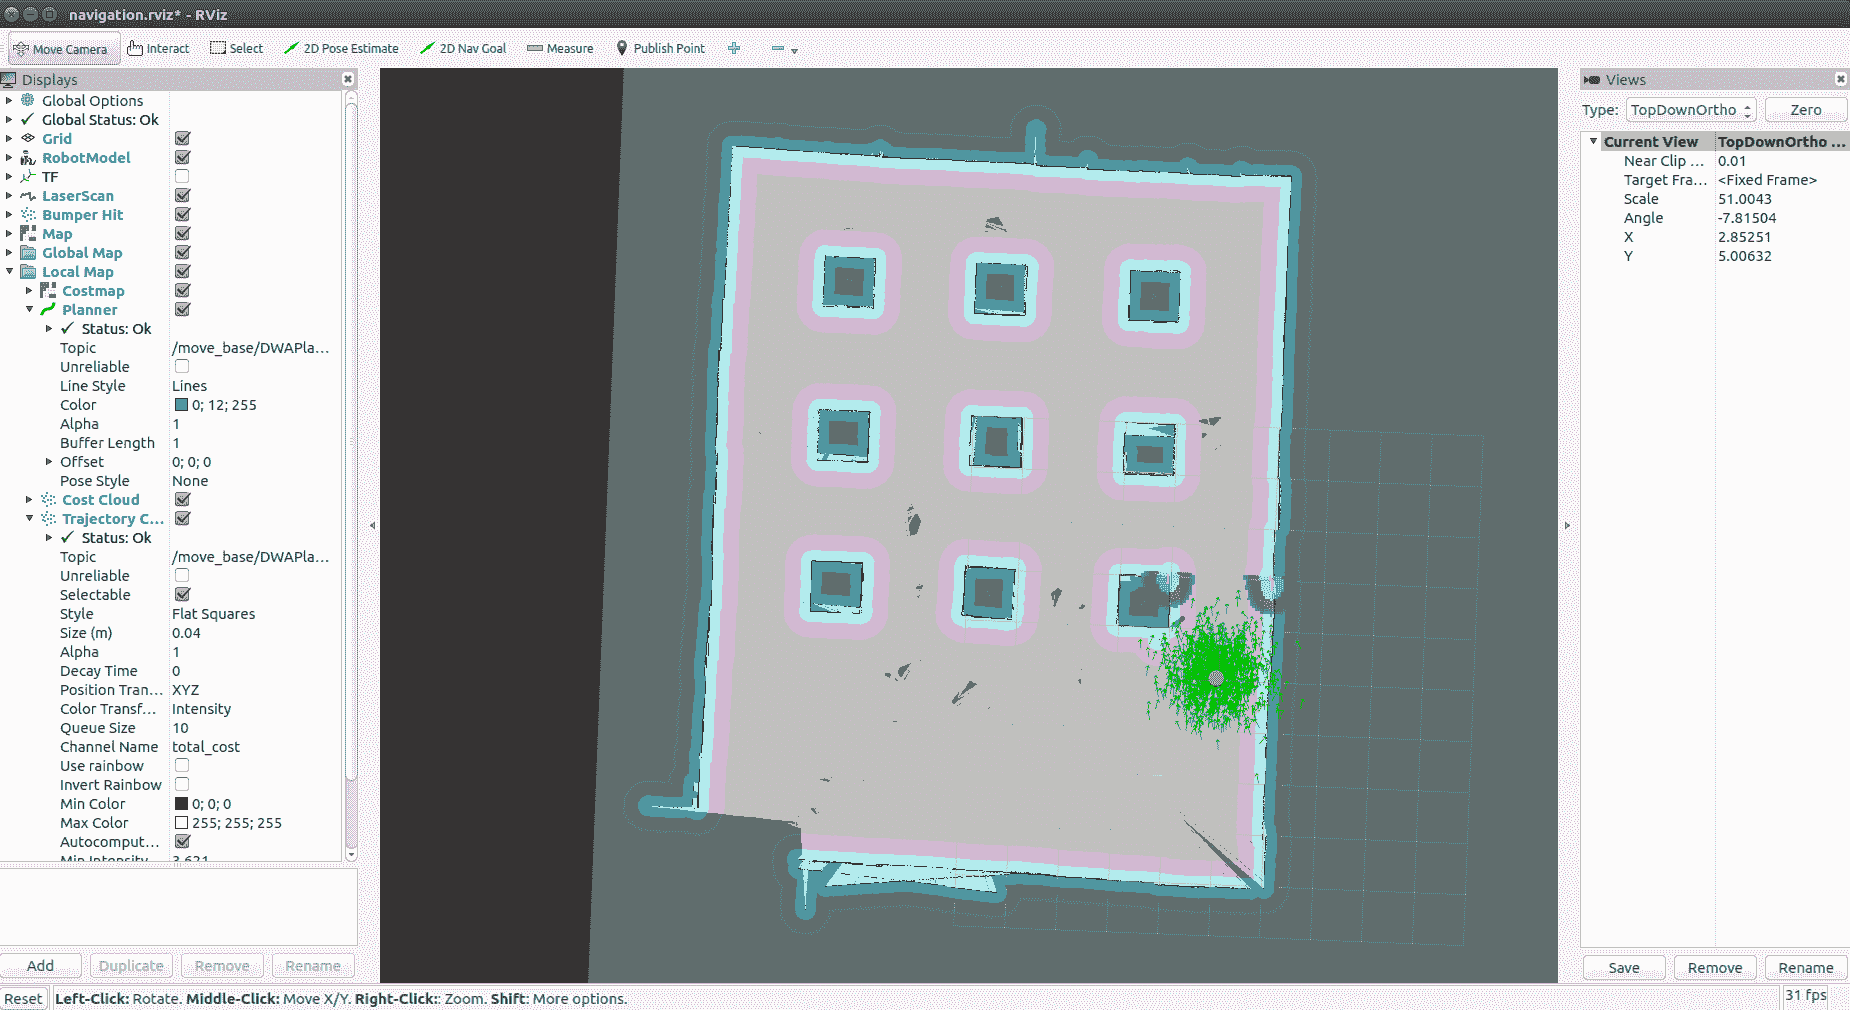 navigation.rviz* - RViz
Move Camera Interact Select 2D Pose Estimate 2D Nav Goal Measure Publish Point
Displays
Global Options
Global Status: Ok
Grid
RobotModel
TF
LaserScan
Bumper Hit
Map
Global Map
Local Map
Costmap
Planner
Status: Ok
Topic /move_base/DWAPla...
Unreliable
Line Style Lines
Color 0; 12; 255
Alpha 1
Buffer Length 1
Offset 0; 0; 0
Pose Style None
Cost Cloud
Trajectory C...
Status: Ok
Topic /move_base/DWAPla...
Unreliable
Selectable
Style Flat Squares
Size (m) 0.04
Alpha 1
Decay Time 0
Position Tran... XYZ
Color Transf... Intensity
Queue Size 10
Channel Name total_cost
Use rainbow
Invert Rainbow
Min Color 0; 0; 0
Max Color 255; 255; 255
Autocomput...
Min Intensity 3.621
Add Duplicate Remove Rename
Views
Type: TopDownOrtho Zero
Current View TopDownOrtho ...
Near Clip ... 0.01
Target Fra... <Fixed Frame>
Scale 51.0043
Angle -7.81504
X 2.85251
Y 5.00632
Save Remove Rename
Reset Left-Click: Rotate. Middle-Click: Move X/Y. Right-Click:: Zoom. Shift: More options. 31 fps